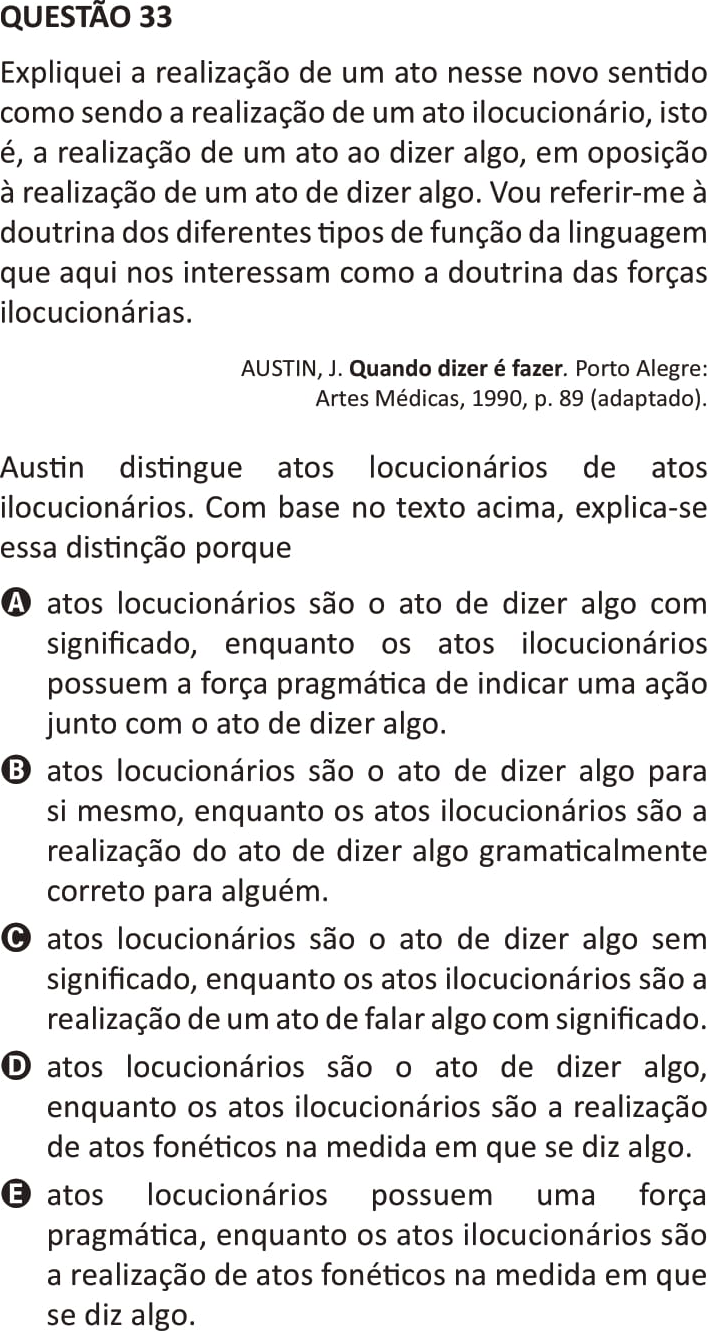 QUESTÃO 33
Expliquei a realização de um ato nesse novo sentido
como sendo a realização de um ato ilocucionário, isto
é, a realização de um ato ao dizer algo, em oposição
à realização de um ato de dizer algo. Vou referir-me à
doutrina dos diferentes tipos de função da linguagem
que aqui nos interessam como a doutrina das forças
ilocucionárias.
AUSTIN, J. Quando dizer é fazer. Porto Alegre:
Artes Médicas, 1990, p. 89 (adaptado).
Austin distingue atos locucionários de atos
ilocucionários. Com base no texto acima, explica-se
essa distinção porque
A atos locucionários são o ato de dizer algo com
significado, enquanto os atos ilocucionários
possuem a força pragmática de indicar uma ação
junto com o ato de dizer algo.
B atos locucionários são o ato de dizer algo para
si mesmo, enquanto os atos ilocucionários são a
realização do ato de dizer algo gramaticalmente
correto para alguém.
C atos locucionários são o ato de dizer algo sem
significado, enquanto os atos ilocucionários são a
realização de um ato de falar algo com significado.
D atos locucionários são o ato de dizer algo,
enquanto os atos ilocucionários são a realização
de atos fonéticos na medida em que se diz algo.
E atos locucionários possuem uma força
pragmática, enquanto os atos ilocucionários são
a realização de atos fonéticos na medida em que
se diz algo.